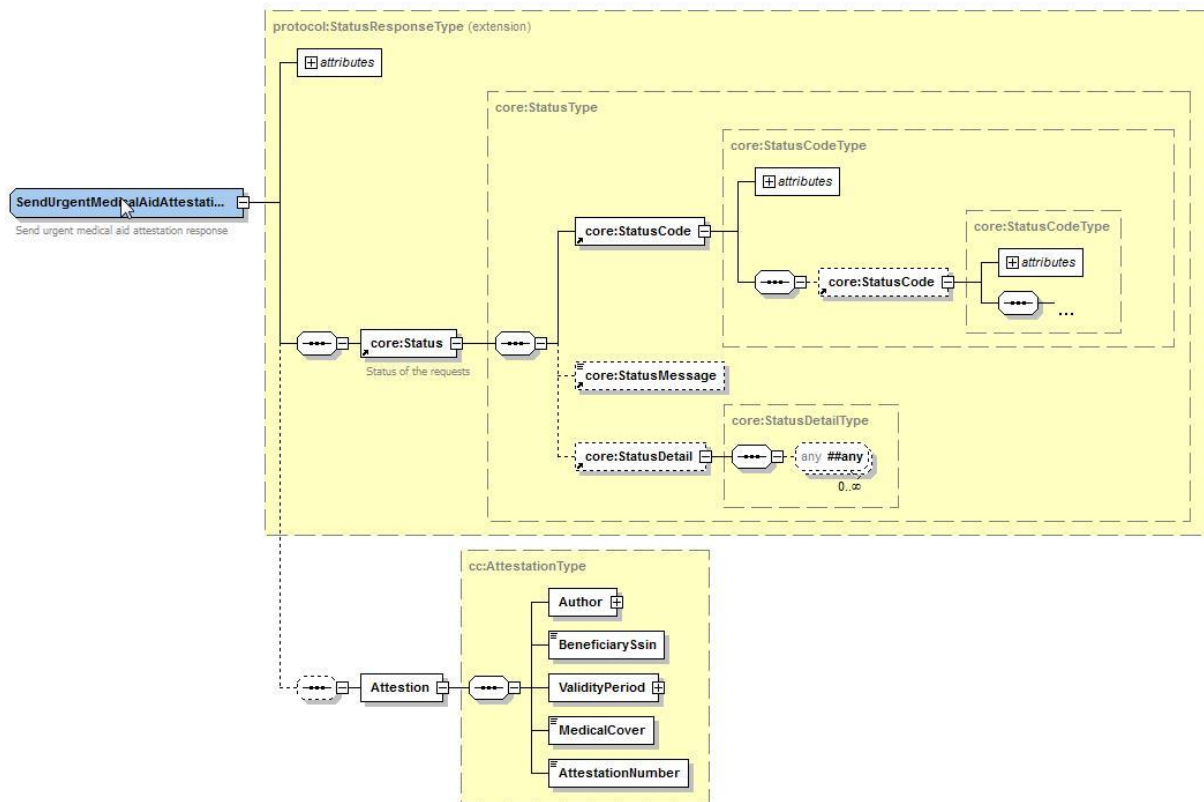 protocol:StatusResponseType (extension)
attributes
core:StatusType
core:StatusCodeType
attributes
SendUrgentMedicalAidAttestati...
Send urgent medical aid attestation response
core:StatusCode
core:StatusCodeType
attributes
core:StatusCode
...
core:Status
Status of the requests
core:StatusMessage
core:StatusDetailType
core:StatusDetail
any ##any
0..∞
cc:AttestationType
Author
BeneficiarySsin
Attestion
ValidityPeriod
MedicalCover
AttestationNumber